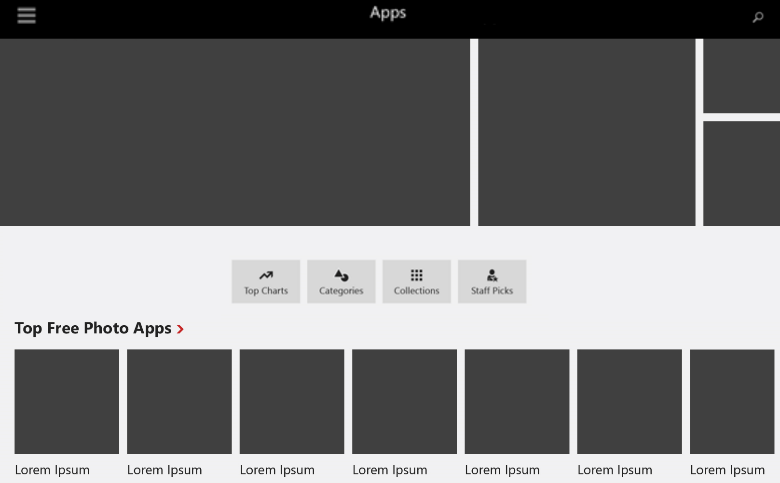 Apps
Top Charts
Categories
Collections
Staff Picks
Top Free Photo Apps
Lorem Ipsum
Lorem Ipsum
Lorem Ipsum
Lorem Ipsum
Lorem Ipsum
Lorem Ipsum
Lorem Ipsum